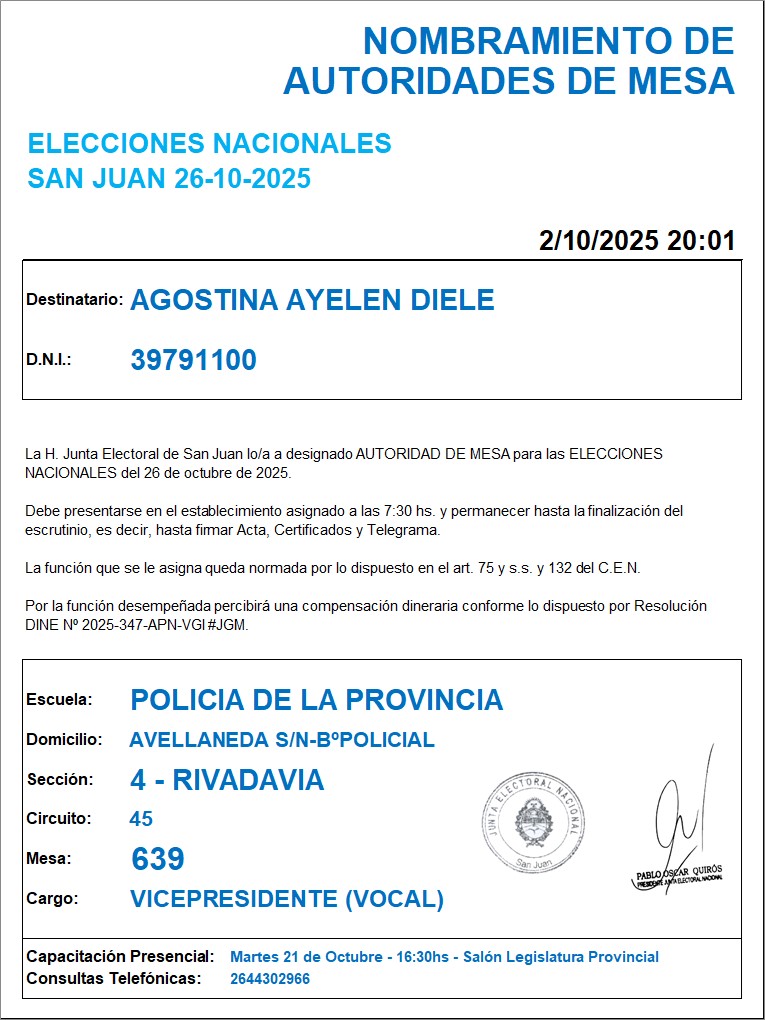 NOMBRAMIENTO DE
AUTORIDADES DE MESA
ELECCIONES NACIONALES
SAN JUAN 26-10-2025
2/10/2025 20:01
Destinatario: AGOSTINA AYELEN DIELE
D.N.I.: 39791100
La H. Junta Electoral de San Juan lo/a a designado AUTORIDAD DE MESA para las ELECCIONES
NACIONALES del 26 de octubre de 2025.
Debe presentarse en el establecimiento asignado a las 7:30 hs. y permanecer hasta la finalización del
escrutinio, es decir, hasta firmar Acta, Certificados y Telegrama.
La función que se le asigna queda normada por lo dispuesto en el art. 75 y s.s. y 132 del C.E.N.
Por la función desempeñada percibirá una compensación dineraria conforme lo dispuesto por Resolución
DINE Nº 2025-347-APN-VGI#JGM.
Escuela: POLICIA DE LA PROVINCIA
Domicilio: AVELLANEDA S/N-BºPOLICIAL
Sección: 4 - RIVADAVIA
Circuito: 45
Mesa: 639
Cargo: VICEPRESIDENTE (VOCAL)
JUNTA ELECTORAL NACIONAL
San Juan
PABLO OSCAR QUIRÓS
PRESIDENTE JUNTA ELECTORAL NACIONAL
Capacitación Presencial: Martes 21 de Octubre - 16:30hs - Salón Legislatura Provincial
Consultas Telefónicas: 2644302966